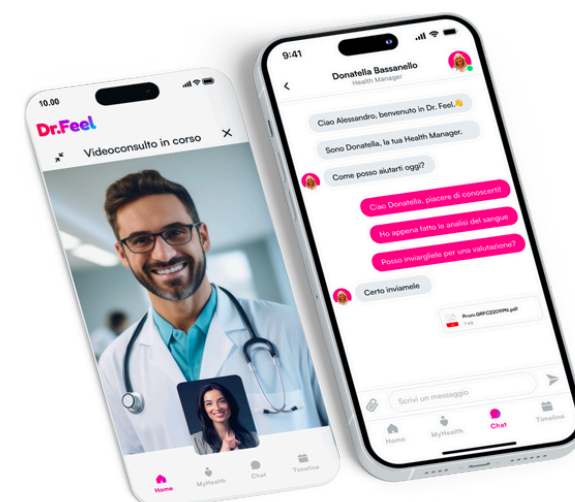 10.00
Dr.Feel
Videoconsulto in corso
Home
MyHealth
Chat
Timeline
9:41
Donatella Bassanello
Health Manager
Ciao Alessandro, benvenuto in Dr. Feel.👋
Sono Donatella, la tua Health Manager.
Come posso aiutarti oggi?
Ciao Donatella, piacere di conoscerti!
Ho appena fatto le analisi del sangue
Posso inviargliele per una valutazione?
Certo inviamele
Scrivi un messaggio
Home
MyHealth
Chat
Timeline